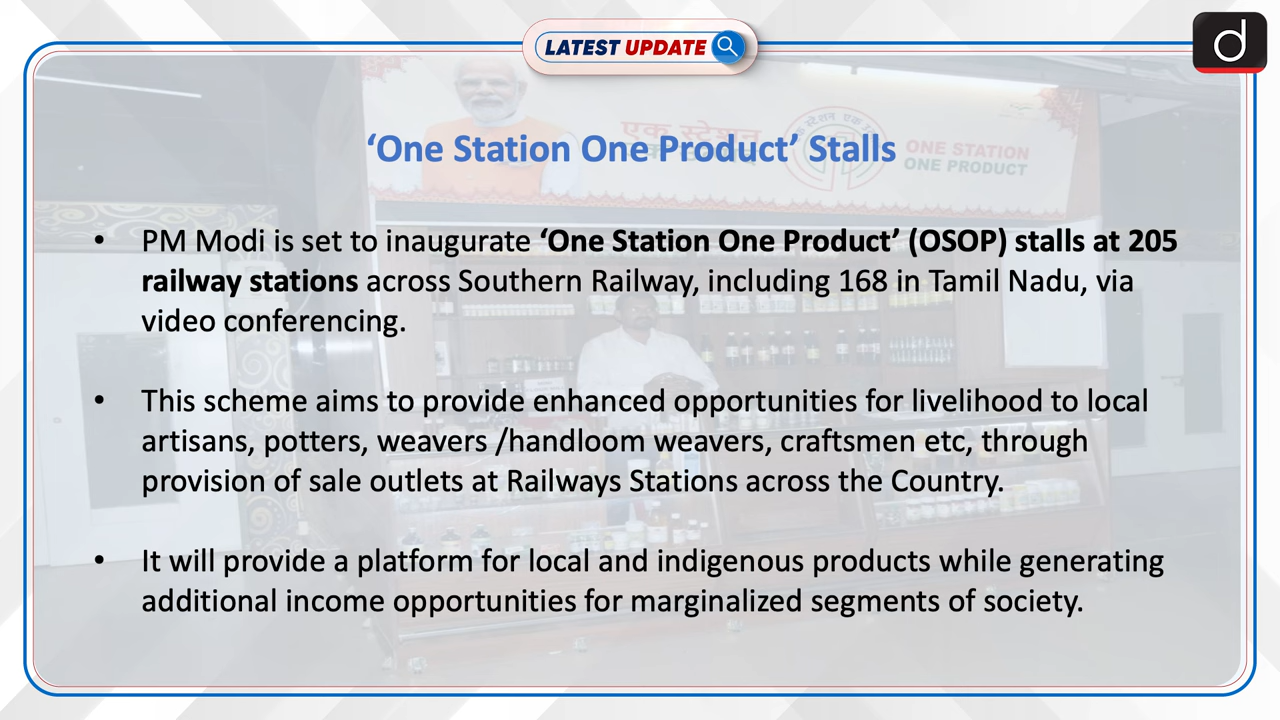 LATEST UPDATE
d
एक स्टेशन
ONE STATION
ONE PRODUCT
‘One Station One Product’ Stalls
• PM Modi is set to inaugurate ‘One Station One Product’ (OSOP) stalls at 205
railway stations across Southern Railway, including 168 in Tamil Nadu, via
video conferencing.
• This scheme aims to provide enhanced opportunities for livelihood to local
artisans, potters, weavers /handloom weavers, craftsmen etc, through
provision of sale outlets at Railways Stations across the Country.
• It will provide a platform for local and indigenous products while generating
additional income opportunities for marginalized segments of society.